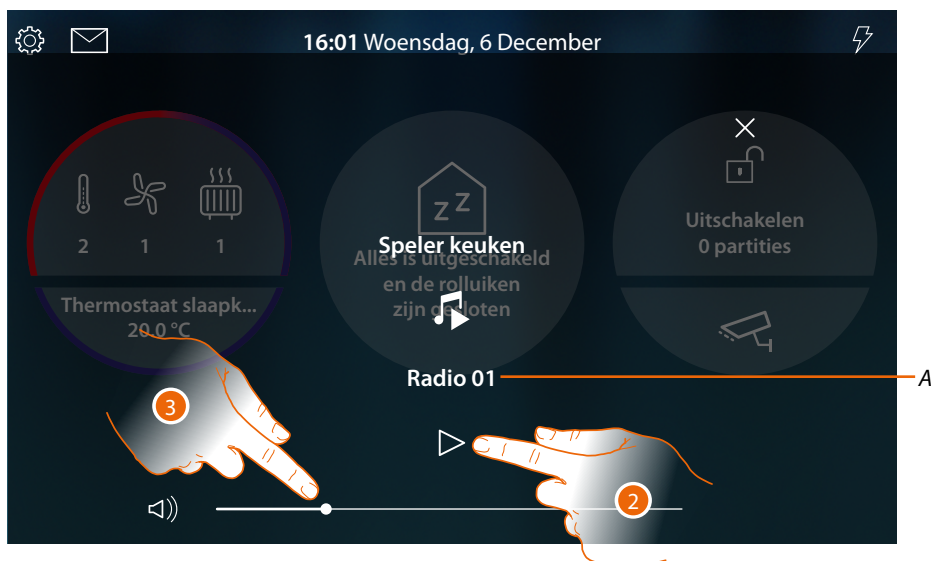 16:01 Woensdag, 6 December
2 1 1
Thermostaat slaapk...
20.0 °C
zZ
Speler keuken
Alles is uitgeschakeld
en de rolluiken
zijn gesloten
Uitschakelen
0 partities
Radio 01
A
3
2